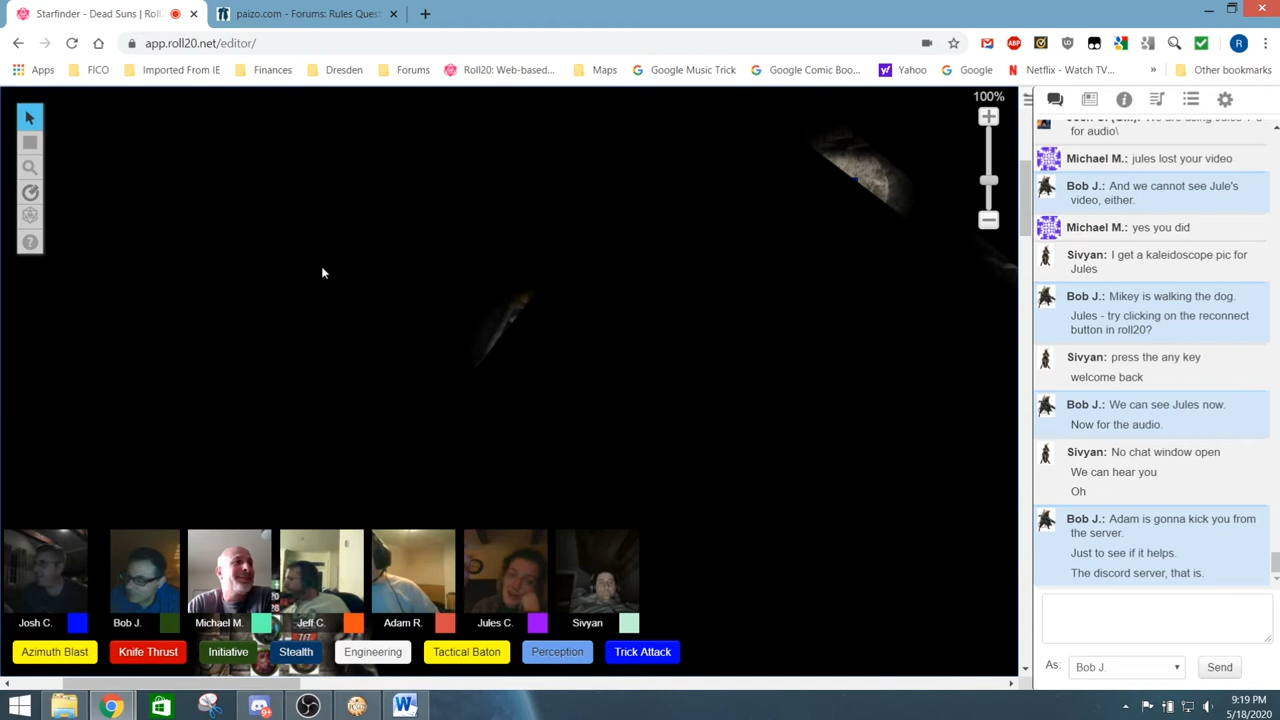 Starfinder - Dead Suns | Roll
paizo.com - Forums: Rules Quest
app.roll20.net/editor/
Apps FICO Imported From IE Finances Dresden Forums Roll20: Web-based... Maps Google Music Trick Google Comic Boo... Yahoo Google Netflix - Watch TV... » Other bookmarks
100%
for audio\
Michael M.: jules lost your video
Bob J.: And we cannot see Jule's
video, either.
Michael M.: yes you did
Sivyan: I get a kaleidoscope pic for
Jules
Bob J.: Mikey is walking the dog.
Jules - try clicking on the reconnect
button in roll20?
Sivyan: press the any key
welcome back
Bob J.: We can see Jules now.
Now for the audio.
Sivyan: No chat window open
We can hear you
Oh
Bob J.: Adam is gonna kick you from
the server.
Just to see if it helps.
The discord server, that is.
Josh C. Bob J. Michael M. Jeff C. Adam R. Jules C. Sivyan
Azimuth Blast Knife Thrust Initiative Stealth Engineering Tactical Baton Perception Trick Attack
As: Bob J. Send
9:19 PM
5/18/2020